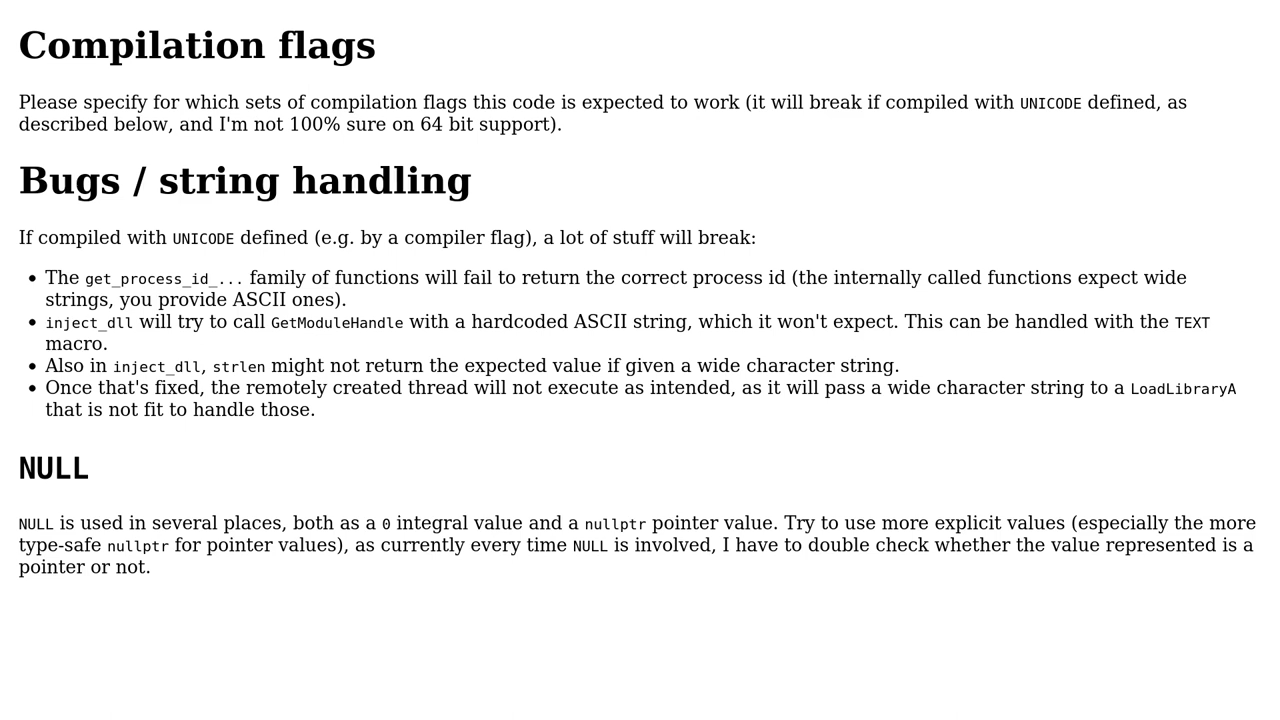 Compilation flags
Please specify for which sets of compilation flags this code is expected to work (it will break if compiled with UNICODE defined, as
described below, and I'm not 100% sure on 64 bit support).
Bugs / string handling
If compiled with UNICODE defined (e.g. by a compiler flag), a lot of stuff will break:
• The get_process_id_... family of functions will fail to return the correct process id (the internally called functions expect wide
strings, you provide ASCII ones).
• inject_dll will try to call GetModuleHandle with a hardcoded ASCII string, which it won't expect. This can be handled with the TEXT
macro.
• Also in inject_dll, strlen might not return the expected value if given a wide character string.
• Once that's fixed, the remotely created thread will not execute as intended, as it will pass a wide character string to a LoadLibraryA
that is not fit to handle those.
NULL
NULL is used in several places, both as a 0 integral value and a nullptr pointer value. Try to use more explicit values (especially the more
type-safe nullptr for pointer values), as currently every time NULL is involved, I have to double check whether the value represented is a
pointer or not.